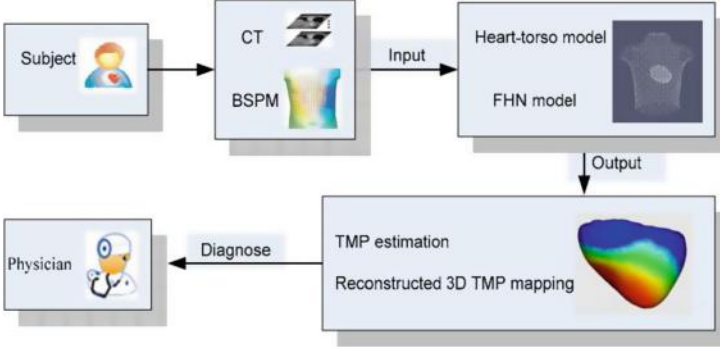 Subject
CT
BSPM
Input
Heart-torso model
FHN model
Output
TMP estimation
Reconstructed 3D TMP mapping
Diagnose
Physician